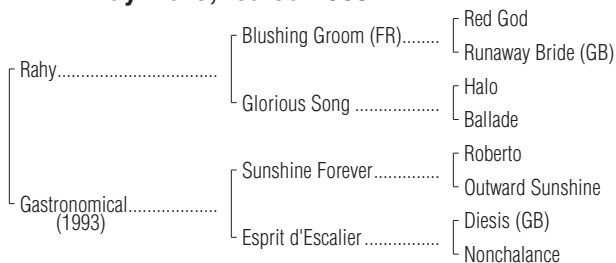 Red God
Blushing Groom (FR)........
Runaway Bride (GB)
Rahy..................................
Halo
Glorious Song ..................
Ballade
Roberto
Sunshine Forever..............
Outward Sunshine
Gastronomical...................
(1993)
Diesis (GB)
Esprit d'Escalier................
Nonchalance